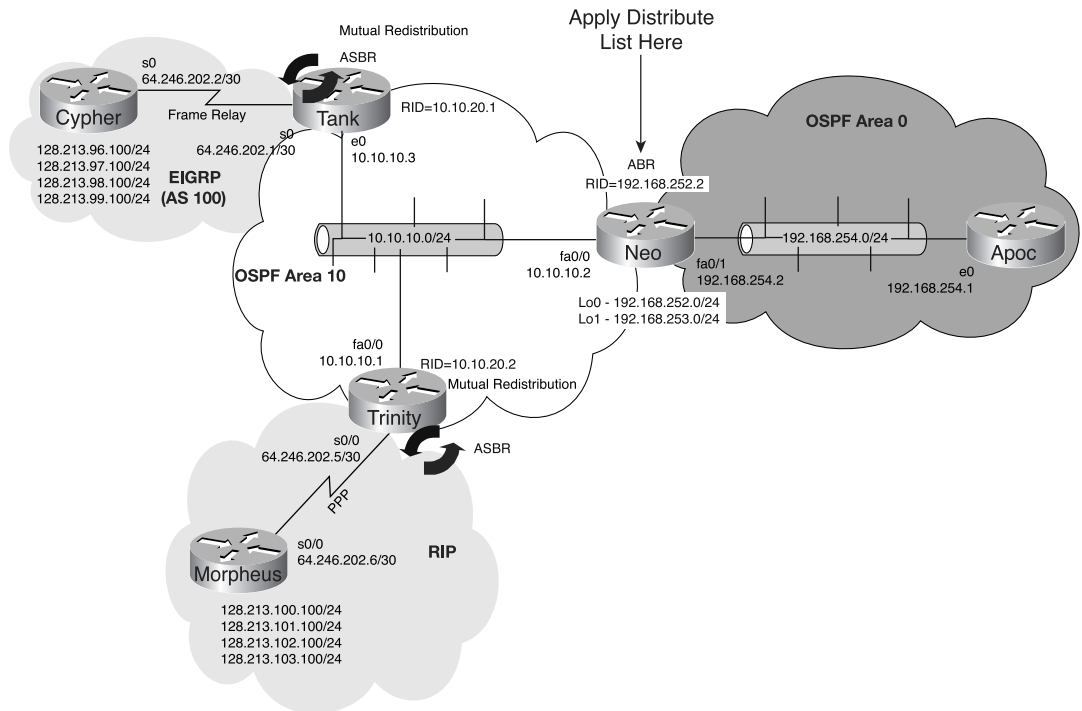 Apply Distribute
List Here
Mutual Redistribution
ASBR
s0
64.246.202.2/30
Cypher
Frame Relay
Tank
RID=10.10.20.1
s0
64.246.202.1/30
e0
10.10.10.3
128.213.96.100/24
128.213.97.100/24
128.213.98.100/24
128.213.99.100/24
EIGRP
(AS 100)
OSPF Area 0
ABR
RID=192.168.252.2
10.10.10.0/24
Neo
192.168.254.0/24
Apoc
fa0/0
10.10.10.2
fa0/1
192.168.254.2
e0
192.168.254.1
OSPF Area 10
Lo0 - 192.168.252.0/24
Lo1 - 192.168.253.0/24
fa0/0
10.10.10.1
RID=10.10.20.2
Mutual Redistribution
Trinity
s0/0
64.246.202.5/30
ASBR
PPP
s0/0
64.246.202.6/30
RIP
Morpheus
128.213.100.100/24
128.213.101.100/24
128.213.102.100/24
128.213.103.100/24